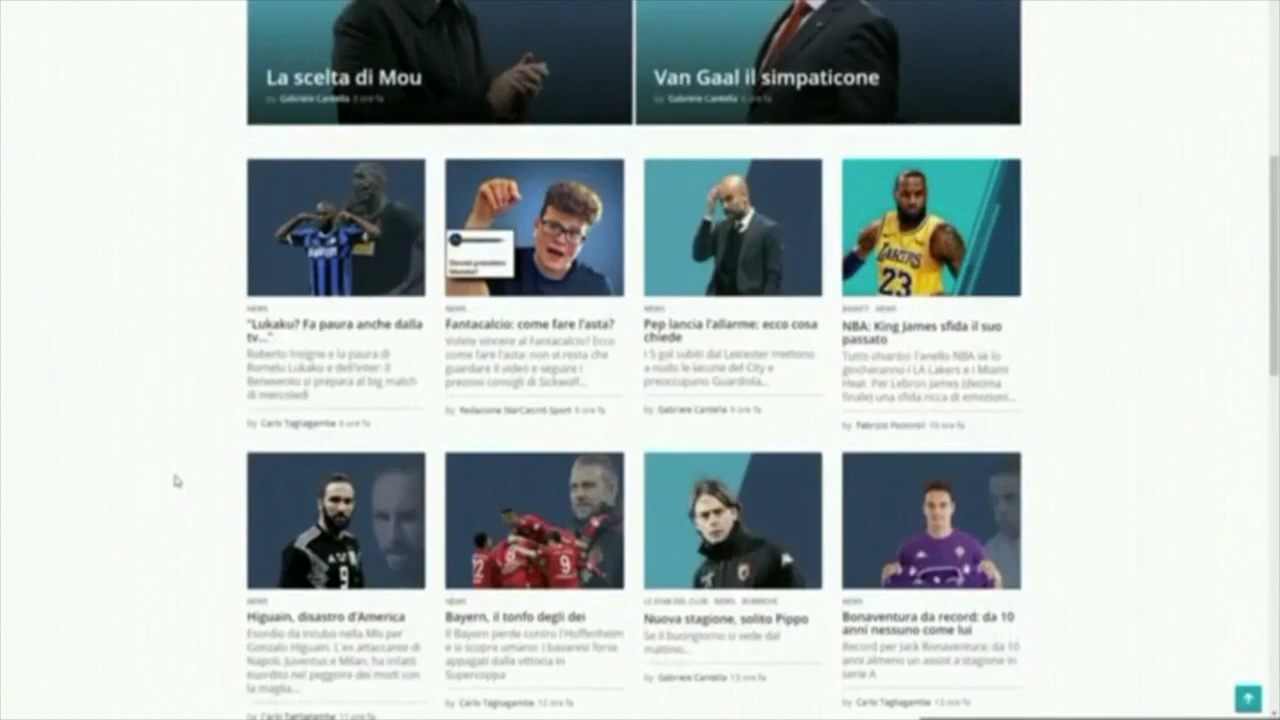 La scelta di Mou
by Gabriele Cantella 3 ore fa
Van Gaal il simpaticone
by Gabriele Cantella ore fa
NEWS
"Lukaku? Fa paura anche dalla
tv..."
Roberto Insigne e la paura di
Romelu Lukaku e dell'Inter: il
Benevento si prepara al big match
di mercoledì
by Carlo Tagliagambe 6 ore fa
NEWS
Fantacalcio: come fare l'asta?
Volete vincere al Fantacalcio? Ecco
come fare l'asta: non vi resta che
guardare il video e seguire i
preziosi consigli di Sickwolf...
by Redazione StarCasinò Sport 9 ore fa
NEWS
Pep lancia l'allarme: ecco cosa
chiede
I 5 gol subiti dal Leicester mettono
a nudo le lacune del City e
preoccupano Guardiola...
by Gabriele Cantella 9 ore fa
LAKERS
23
BASKET NEWS
NBA: King James sfida il suo
passato
Tutto chiarito: l'anello NBA se lo
giocheranno i LA Lakers e i Miami
Heat. Per Lebron James (decima
finale) una sfida ricca di emozioni...
by Fabrizio 10 ore fa
9
NEWS
Higuain, disastro d'America
Esordio da incubo nella Mls per
Gonzalo Higuain. L'ex attaccante di
Napoli, Juventus e Milan, ha infatti
esordito nel peggiore dei modi con
la maglia...
by Carlo Tagliagambe 11 ore fa
9
NEWS
Bayern, il tonfo degli dei
Il Bayern perde contro l'Hoffenheim
e si scopre umano: i bavaresi forse
appagati dalla vittoria in
Supercoppa
by Carlo Tagliagambe 12 ore fa
LE STAR DEL CLUB NEWS RUBRICHE
Nuova stagione, solito Pippo
Se il buongiorno si vede dal
mattino...
by Gabriele Cantella 13 ore fa
NEWS
Bonaventura da record: da 10
anni nessuno come lui
Record per Jack Bonaventura: da 10
anni almeno un assist a stagione in
serie A
by Carlo Tagliagambe 13 ore fa